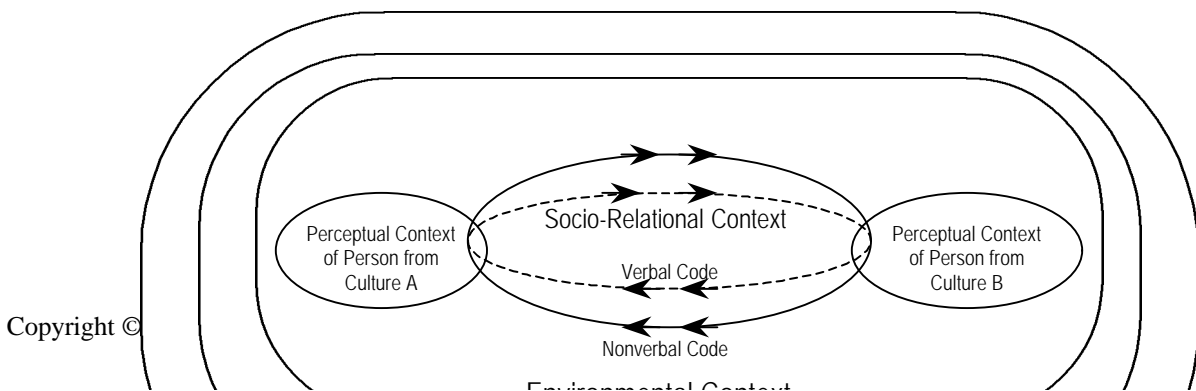 Socio-Relational Context
Perceptual Context
of Person from
Culture A
Perceptual Context
of Person from
Culture B
Verbal Code
Copyright ©
Nonverbal Code
Environmental Context